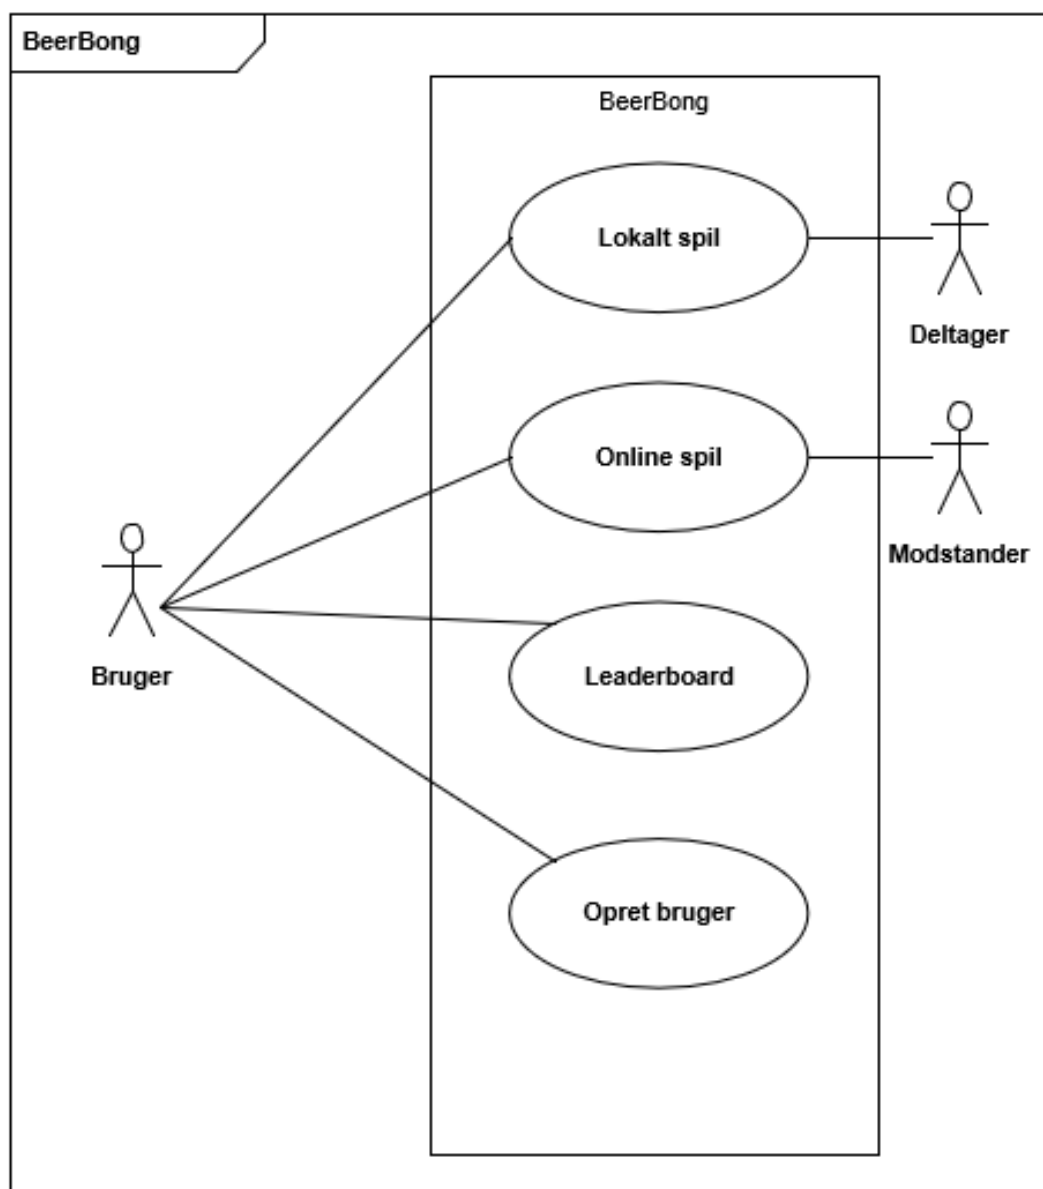 BeerBong
BeerBong
Lokalt spil
Deltager
Online spil
Modstander
Bruger
Leaderboard
Opret bruger